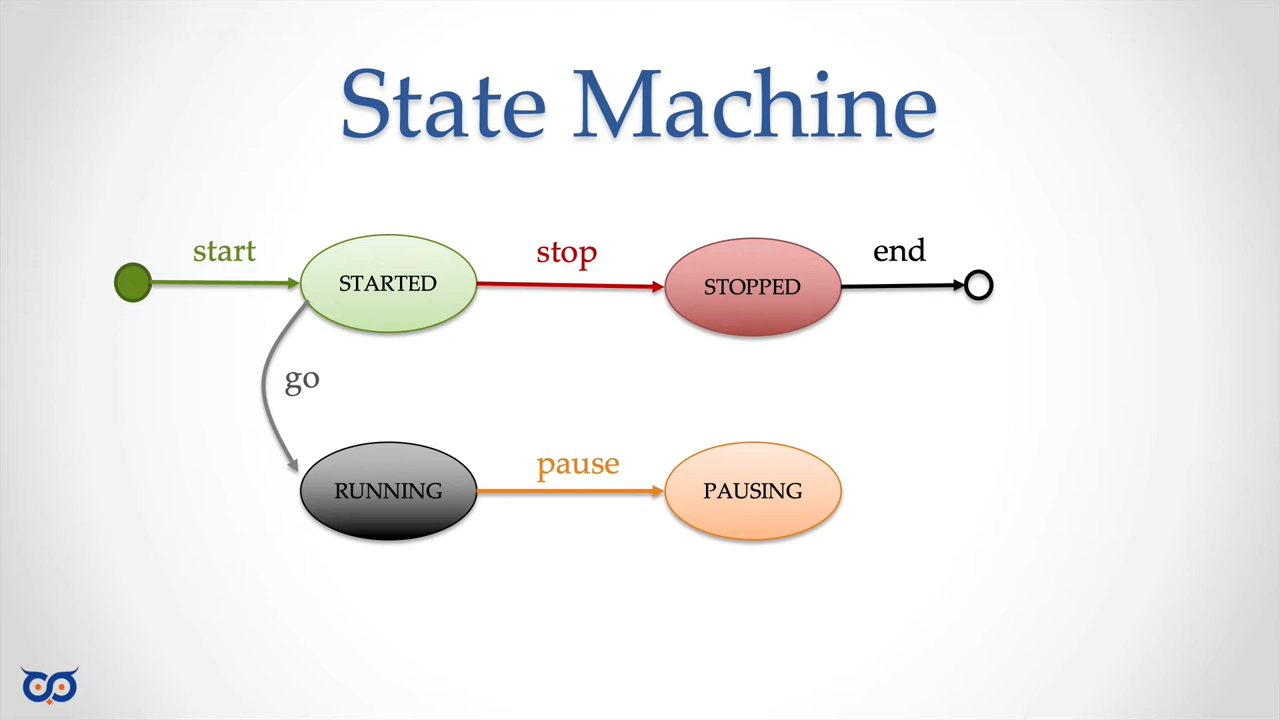 State Machine
start
stop
end
STARTED
STOPPED
go
pause
RUNNING
PAUSING